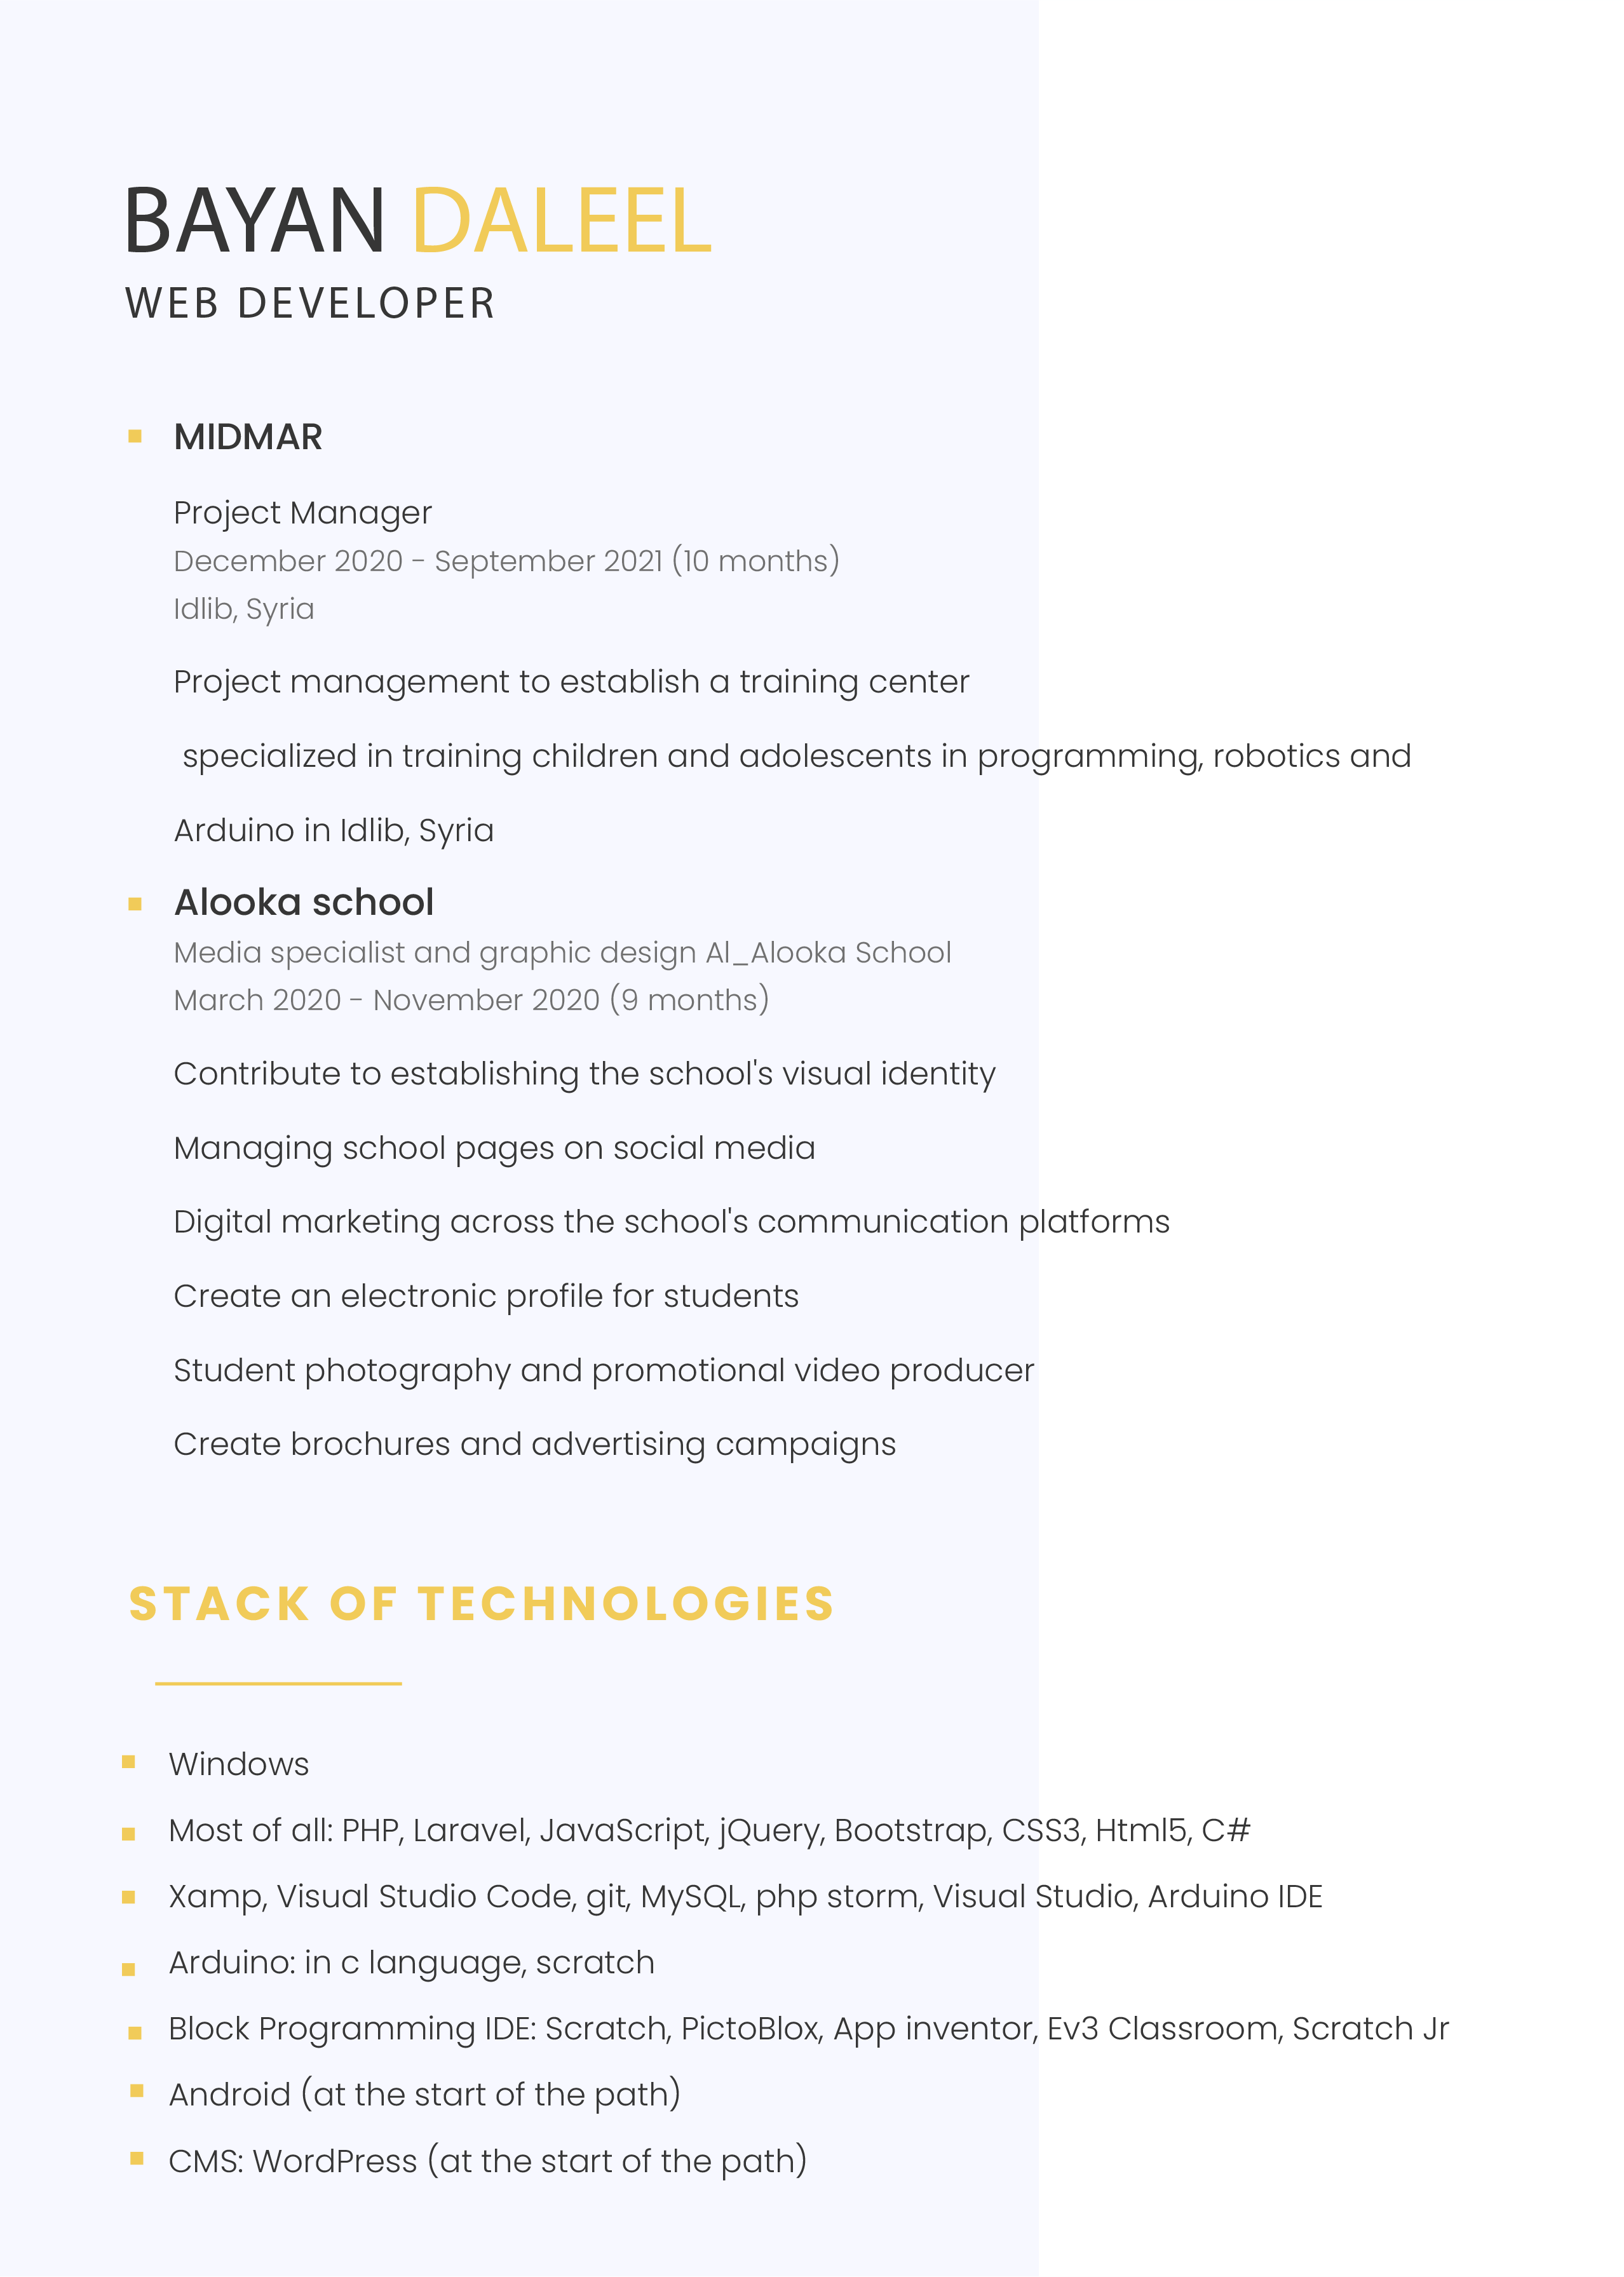 BAYAN DALEEL
WEB DEVELOPER
MIDMAR
Project Manager
December 2020 - September 2021 (10 months)
Idlib, Syria
Project management to establish a training center
specialized in training children and adolescents in programming, robotics and
Arduino in Idlib, Syria
Alooka school
Media specialist and graphic design Al_Alooka School
March 2020 - November 2020 (9 months)
Contribute to establishing the school's visual identity
Managing school pages on social media
Digital marketing across the school's communication platforms
Create an electronic profile for students
Student photography and promotional video producer
Create brochures and advertising campaigns
STACK OF TECHNOLOGIES
Windows
Most of all: PHP, Laravel, JavaScript, jQuery, Bootstrap, CSS3, Html5, C#
Xamp, Visual Studio Code, git, MySQL, php storm, Visual Studio, Arduino IDE
Arduino: in c language, scratch
Block Programming IDE: Scratch, PictoBlox, App inventor, Ev3 Classroom, Scratch Jr
Android (at the start of the path)
CMS: WordPress (at the start of the path)